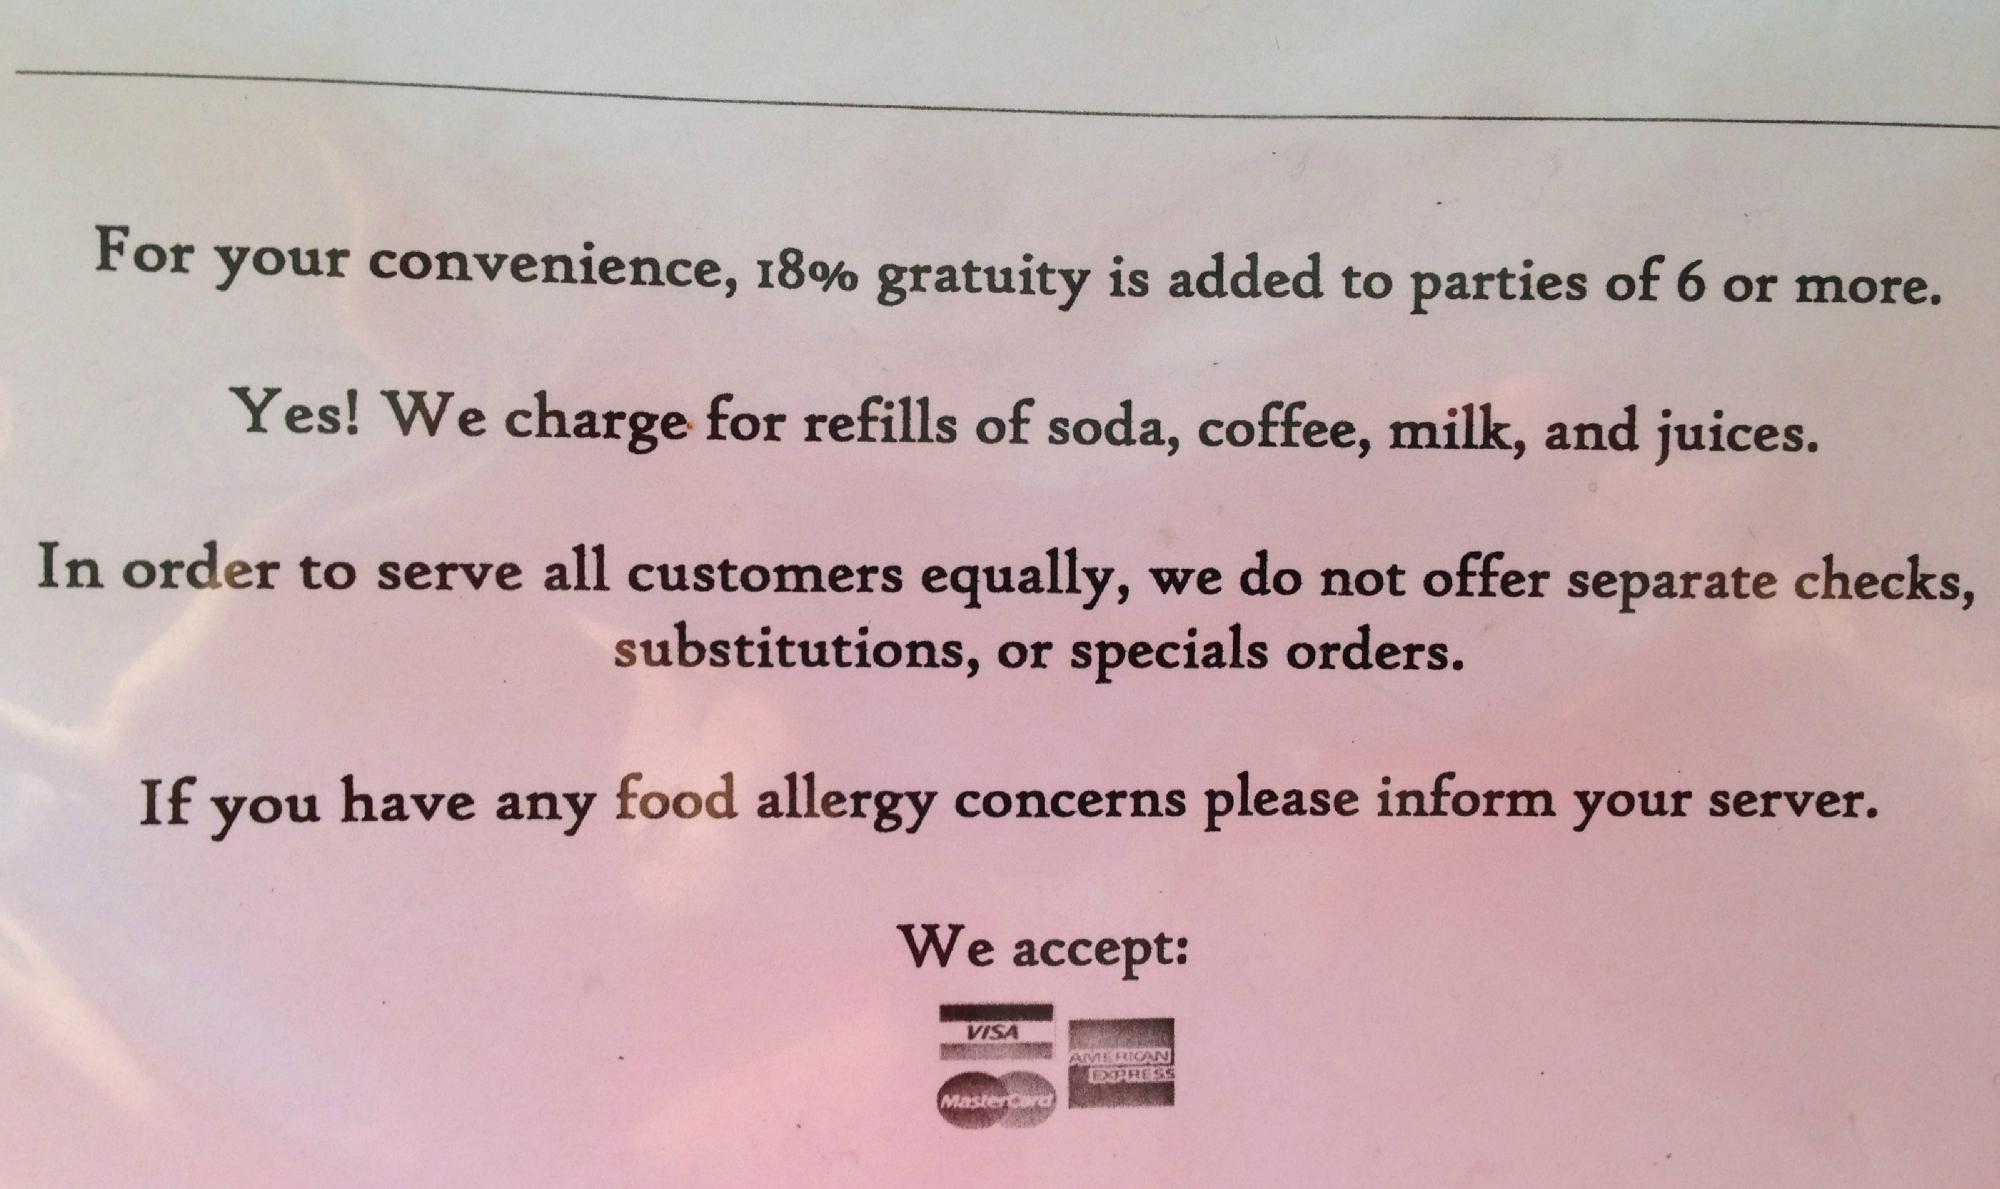 For your convenience, 18% gratuity is added to parties of 6 or more.
Yes! We charge for refills of soda, coffee, milk, and juices.
In order to serve all customers equally, we do not offer separate checks,
substitutions, or specials orders.
If you have any food allergy concerns please inform your server.
We accept:
VISA
AMERICAN
EXPRESS
MasterCard